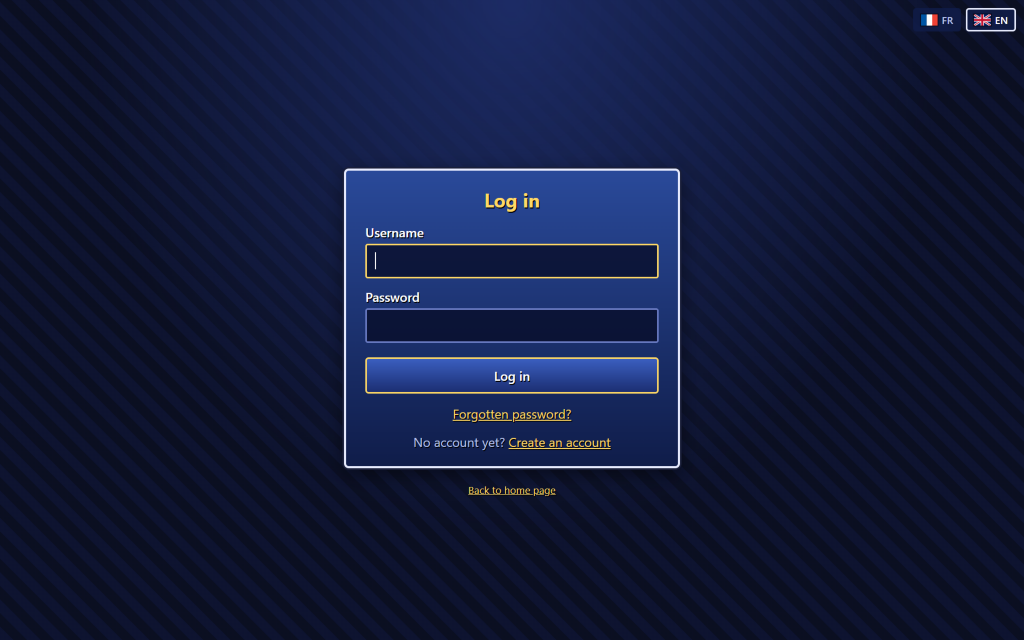 FR
EN
Log in
Username
Password
Log in
Forgotten password?
No account yet? Create an account
Back to home page